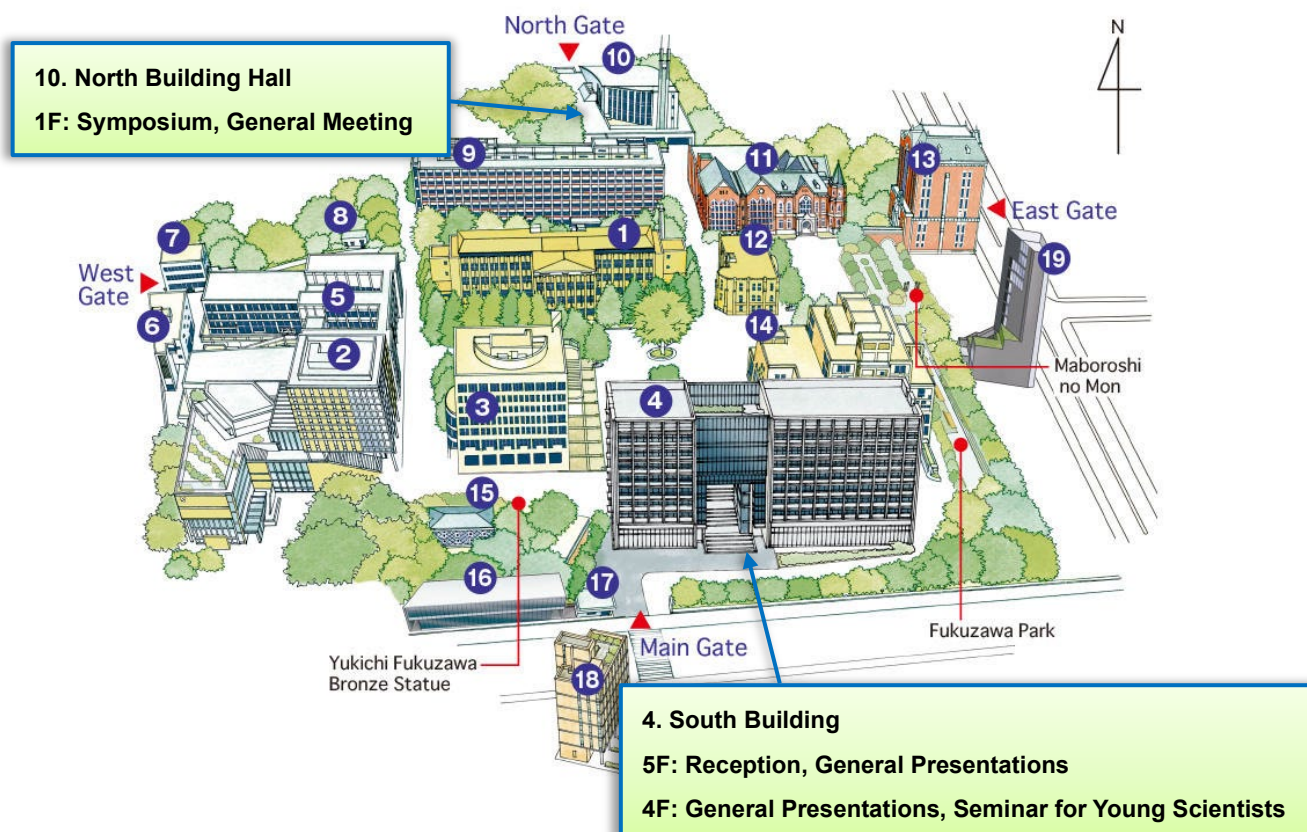 North Gate
N
10. North Building Hall
1F: Symposium, General Meeting
10
9
11
13
8
East Gate
7
1
12
19
West
Gate
5
6
14
2
Maboroshi
no Mon
4
3
15
16
17
Fukuzawa Park
Main Gate
Yukichi Fukuzawa
Bronze Statue
18
4. South Building
5F: Reception, General Presentations
4F: General Presentations, Seminar for Young Scientists